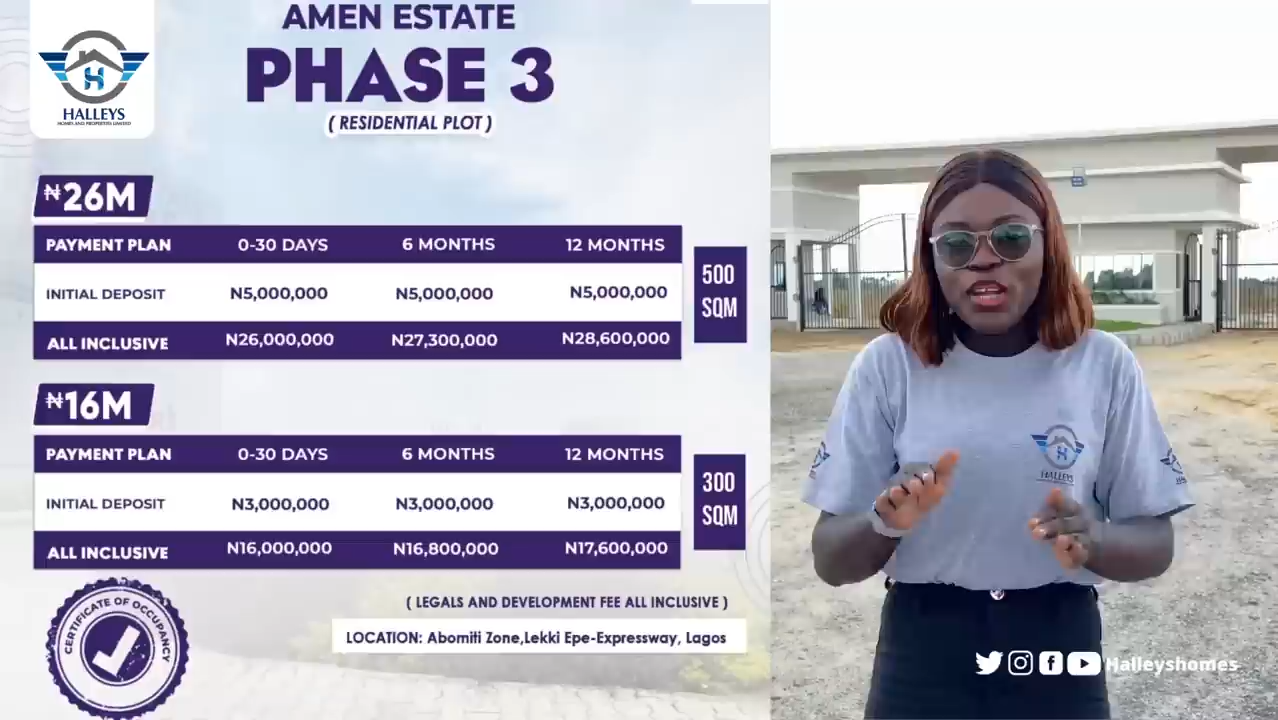 AMEN ESTATE
PHASE 3
( RESIDENTIAL PLOT )
HALLEYS
HOMES AND PROPERTIES LIMITED
₦26M
PAYMENT PLAN 0-30 DAYS 6 MONTHS 12 MONTHS
INITIAL DEPOSIT N5,000,000 N5,000,000 N5,000,000
ALL INCLUSIVE N26,000,000 N27,300,000 N28,600,000
500
SQM
₦16M
PAYMENT PLAN 0-30 DAYS 6 MONTHS 12 MONTHS
INITIAL DEPOSIT N3,000,000 N3,000,000 N3,000,000
ALL INCLUSIVE N16,000,000 N16,800,000 N17,600,000
300
SQM
CERTIFICATE OF OCCUPANCY
( LEGALS AND DEVELOPMENT FEE ALL INCLUSIVE )
LOCATION: Abomiti Zone,Lekki Epe-Expressway, Lagos
HALLEYS
Halleyshomes